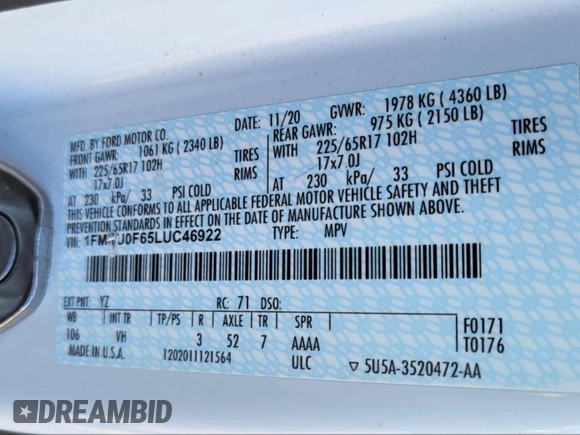 MFD. BY FORD MOTOR CO. DATE: 11/20 GVWR: 1978 KG ( 4360 LB)
FRONT GAWR: 1061 KG ( 2340 LB) REAR GAWR: 975 KG ( 2150 LB)
WITH 225/65R17 102H TIRES WITH 225/65R17 102H TIRES
17x7.0J RIMS 17x7.0J RIMS
AT 230 kPa/ 33 PSI COLD AT 230 kPa/ 33 PSI COLD
THIS VEHICLE CONFORMS TO ALL APPLICABLE FEDERAL MOTOR VEHICLE SAFETY AND THEFT
PREVENTION STANDARDS IN EFFECT ON THE DATE OF MANUFACTURE SHOWN ABOVE.
VIN: TYPE: MPV
EXT PNT: YZ RC: 71 DSO:
WB INT TR TP/PS R AXLE TR SPR F0171
106 VH 3 52 7 AAAA T0176
MADE IN U.S.A. 1202011121564 ULC 5U5A-3520472-AA
DREAMBID